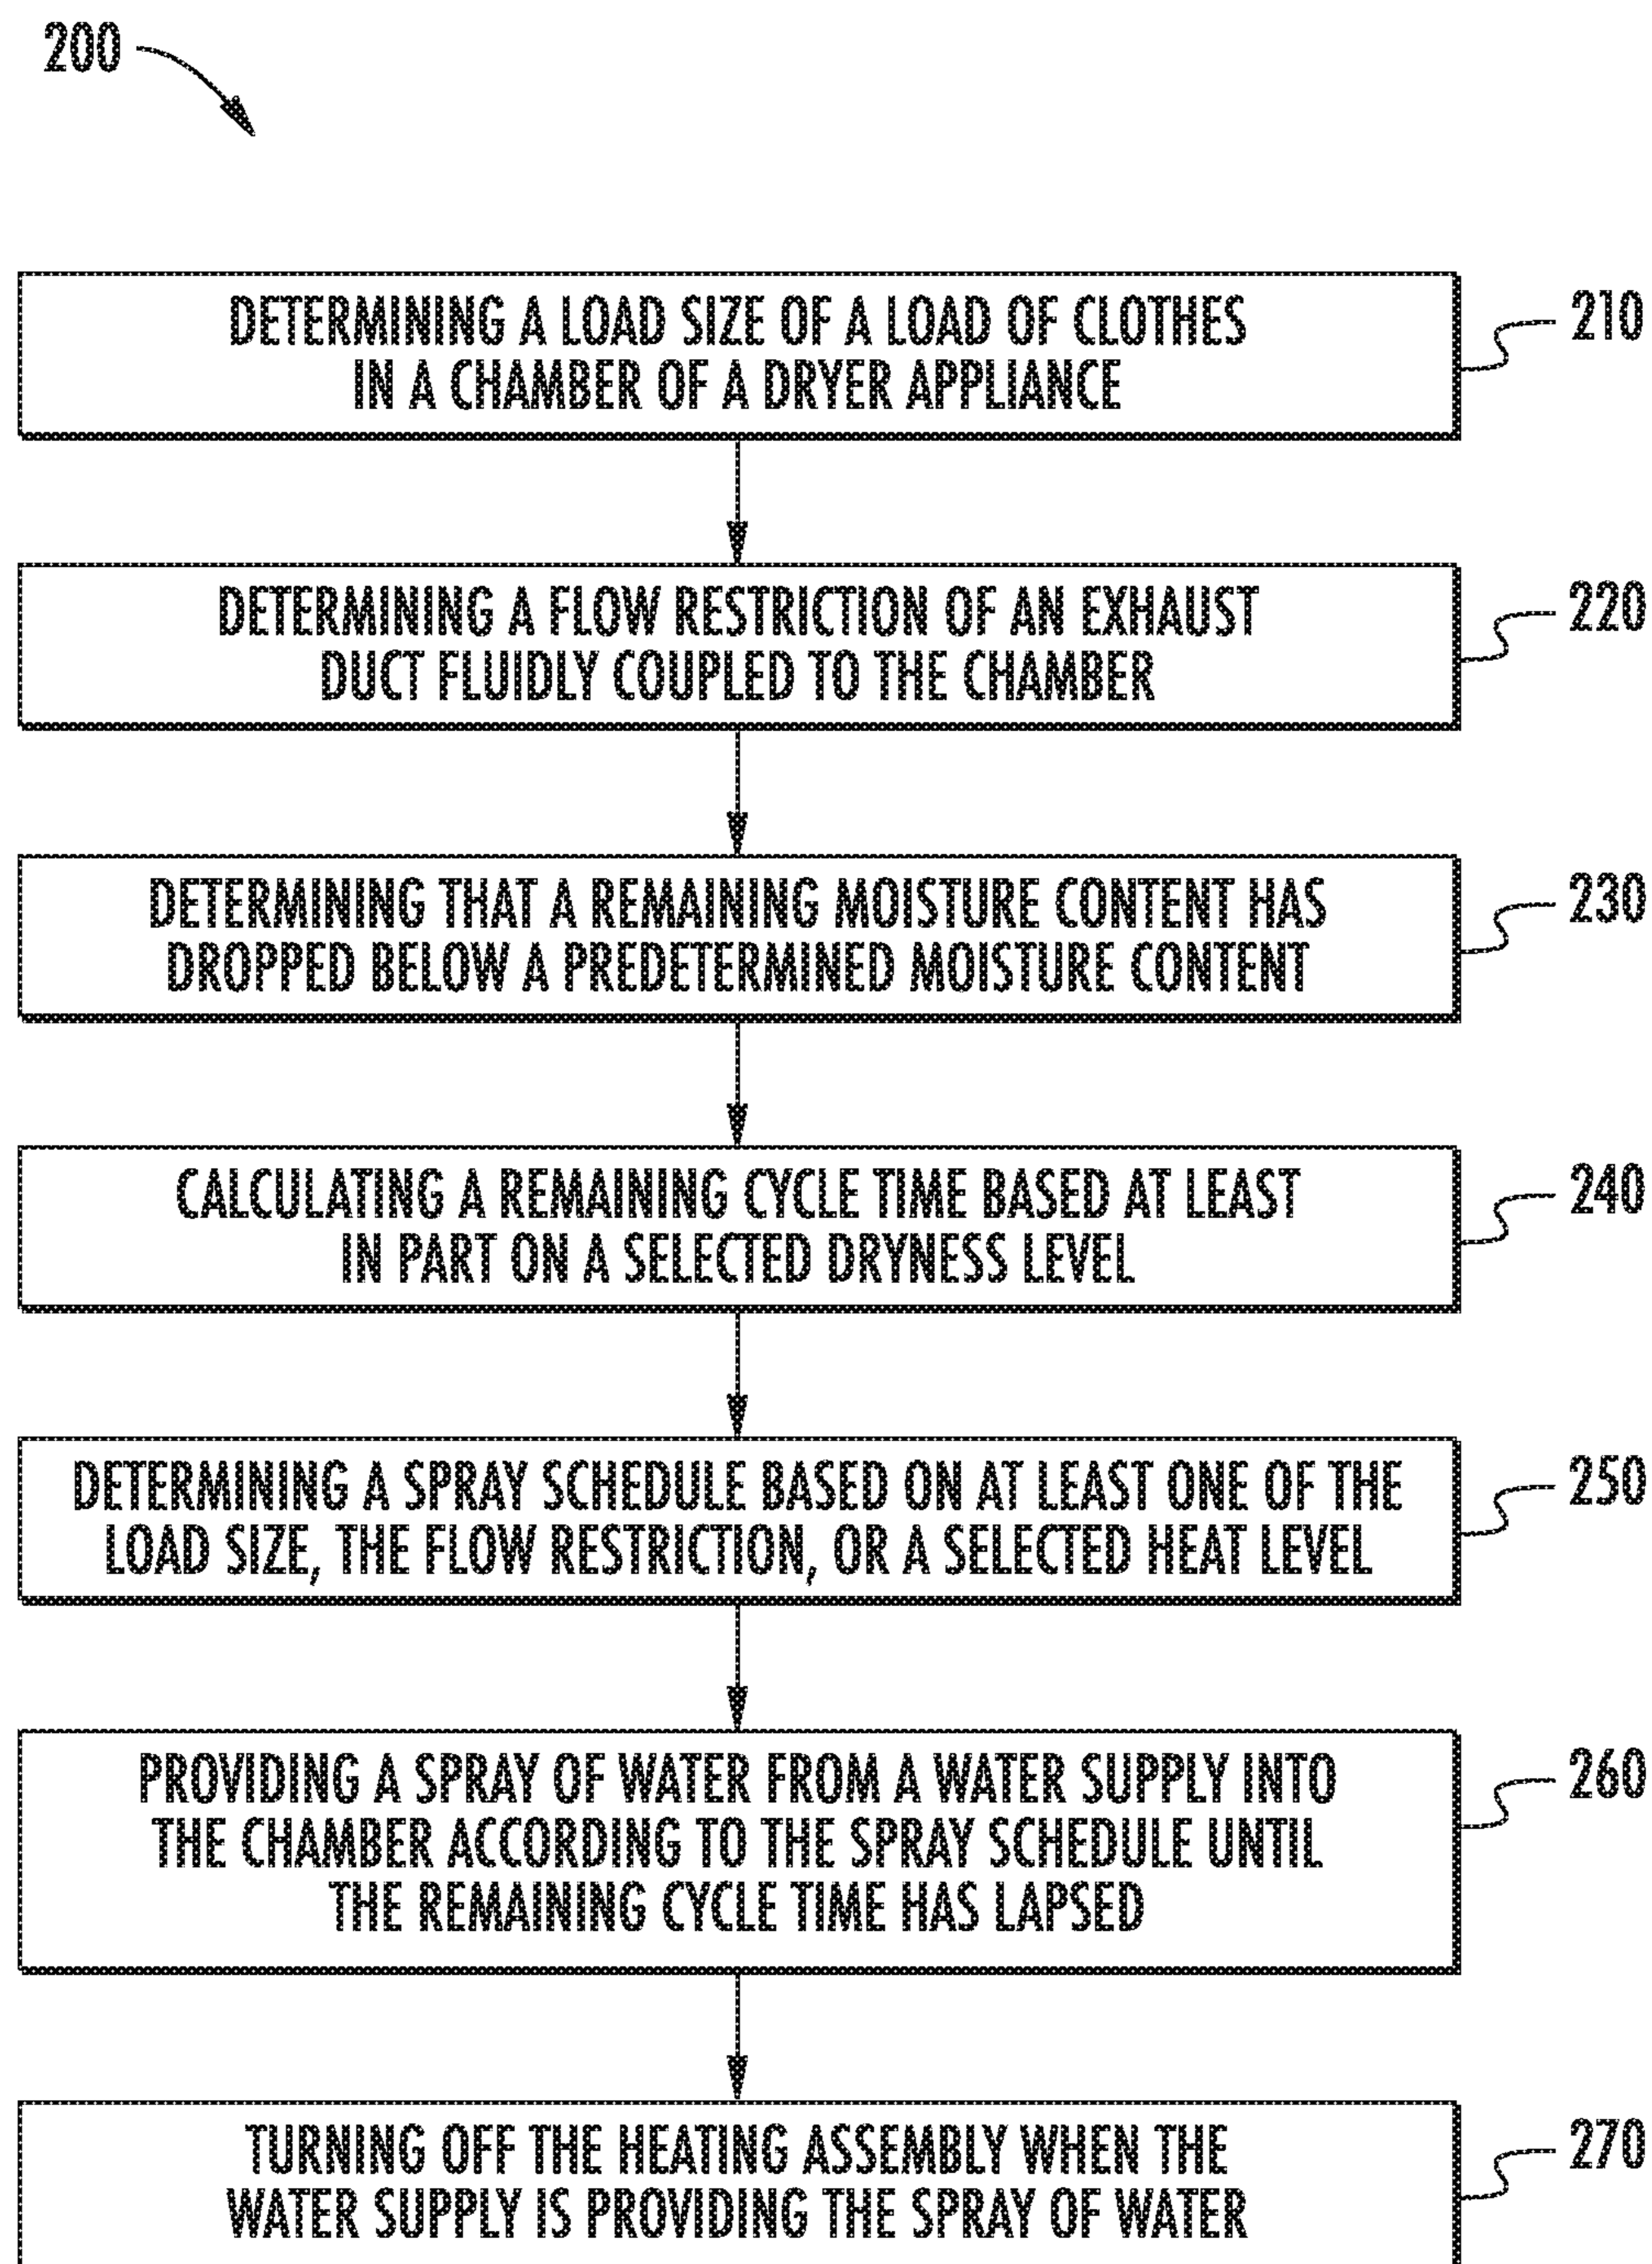 200
DETERMINING A LOAD SIZE OF A LOAD OF CLOTHES
IN A CHAMBER OF A DRYER APPLIANCE
210
DETERMINING A FLOW RESTRICTION OF AN EXHAUST
DUCT FLUIDLY COUPLED TO THE CHAMBER
220
DETERMINING THAT A REMAINING MOISTURE CONTENT HAS
DROPPED BELOW A PREDETERMINED MOISTURE CONTENT
230
CALCULATING A REMAINING CYCLE TIME BASED AT LEAST
IN PART ON A SELECTED DRYNESS LEVEL
240
DETERMINING A SPRAY SCHEDULE BASED ON AT LEAST ONE OF THE
LOAD SIZE, THE FLOW RESTRICTION, OR A SELECTED HEAT LEVEL
250
PROVIDING A SPRAY OF WATER FROM A WATER SUPPLY INTO
THE CHAMBER ACCORDING TO THE SPRAY SCHEDULE UNTIL
THE REMAINING CYCLE TIME HAS LAPSED
260
TURNING OFF THE HEATING ASSEMBLY WHEN THE
WATER SUPPLY IS PROVIDING THE SPRAY OF WATER
270